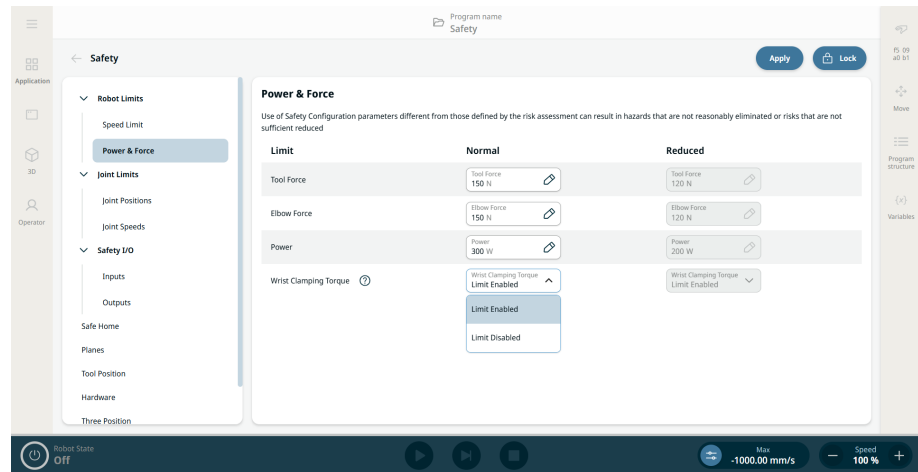 Program name
Safety
f5 09
a0 b1
Safety
Apply
Lock
Application
3D
Operator
Move
Program
structure
{x}
Variables
Robot Limits
Speed Limit
Power & Force
Joint Limits
Joint Positions
Joint Speeds
Safety I/O
Inputs
Outputs
Safe Home
Planes
Tool Position
Hardware
Three Position
Power & Force
Use of Safety Configuration parameters different from those defined by the risk assessment can result in hazards that are not reasonably eliminated or risks that are not
sufficient reduced
Limit Normal Reduced
Tool Force
Tool Force
150 N
Tool Force
120 N
Elbow Force
Elbow Force
150 N
Elbow Force
120 N
Power
Power
300 W
Power
200 W
Wrist Clamping Torque ?
Wrist Clamping Torque
Limit Enabled
Wrist Clamping Torque
Limit Enabled
Limit Enabled
Limit Disabled
Robot State
Off
Max
-1000.00 mm/s
Speed
100 %